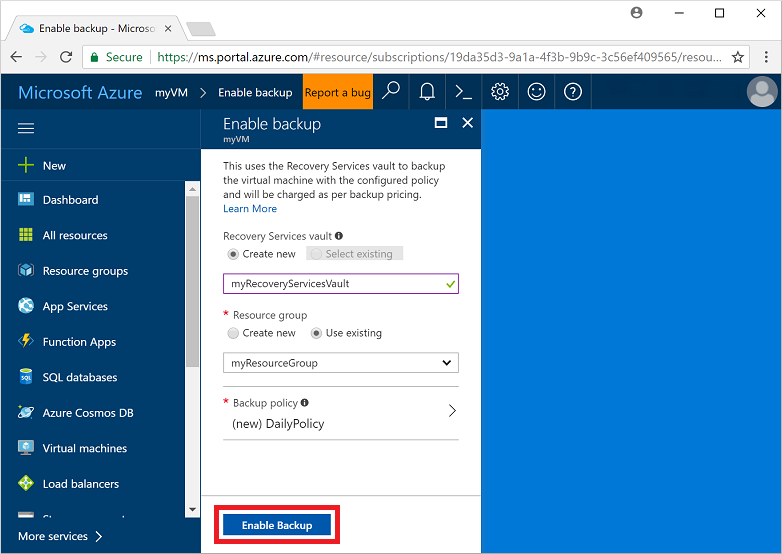 Enable backup - Microso
Secure
https://ms.portal.azure.com/#resource/subscriptions/19da35d3-9a1a-4f3b-9b9c-3c56ef409565/resou...
Microsoft Azure myVM > Enable backup
Report a bug
Enable backup
myVM
New
Dashboard
All resources
Resource groups
App Services
Function Apps
SQL databases
Azure Cosmos DB
Virtual machines
Load balancers
More services >
This uses the Recovery Services vault to backup
the virtual machine with the configured policy
and will be charged as per backup pricing.
Learn More
Recovery Services vault
Create new Select existing
myRecoveryServicesVault
* Resource group
Create new Use existing
myResourceGroup
* Backup policy
(new) DailyPolicy
Enable Backup